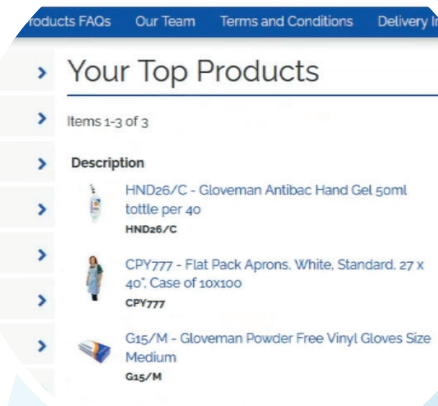 Products FAQs Our Team Terms and Conditions Delivery
Your Top Products
Items 1-3 of 3
Description
HND26/C - Gloveman Antibac Hand Gel 50ml
tottle per 40
HND26/C
CPY777 - Flat Pack Aprons, White, Standard, 27 x
40", Case of 10x100
CPY777
G15/M - Gloveman Powder Free Vinyl Gloves Size
Medium
G15/M